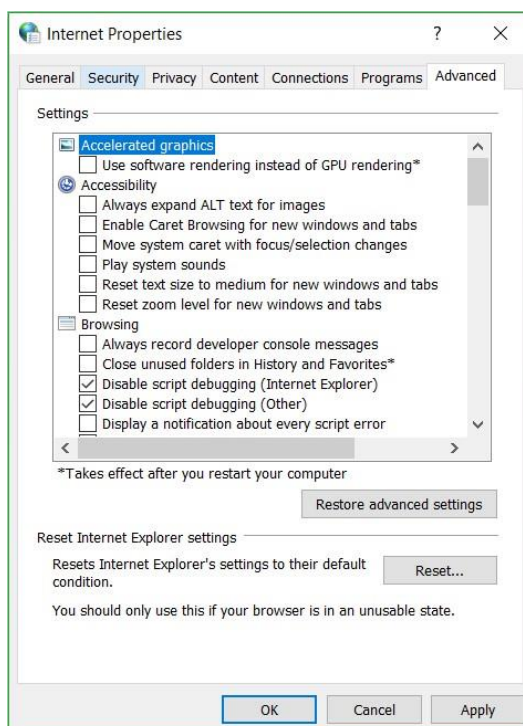 Internet Properties
?
General Security Privacy Content Connections Programs Advanced
Settings
Accelerated graphics
Use software rendering instead of GPU rendering*
Accessibility
Always expand ALT text for images
Enable Caret Browsing for new windows and tabs
Move system caret with focus/selection changes
Play system sounds
Reset text size to medium for new windows and tabs
Reset zoom level for new windows and tabs
Browsing
Always record developer console messages
Close unused folders in History and Favorites*
Disable script debugging (Internet Explorer)
Disable script debugging (Other)
Display a notification about every script error
*Takes effect after you restart your computer
Restore advanced settings
Reset Internet Explorer settings
Resets Internet Explorer's settings to their default
condition.
Reset...
You should only use this if your browser is in an unusable state.
OK Cancel Apply